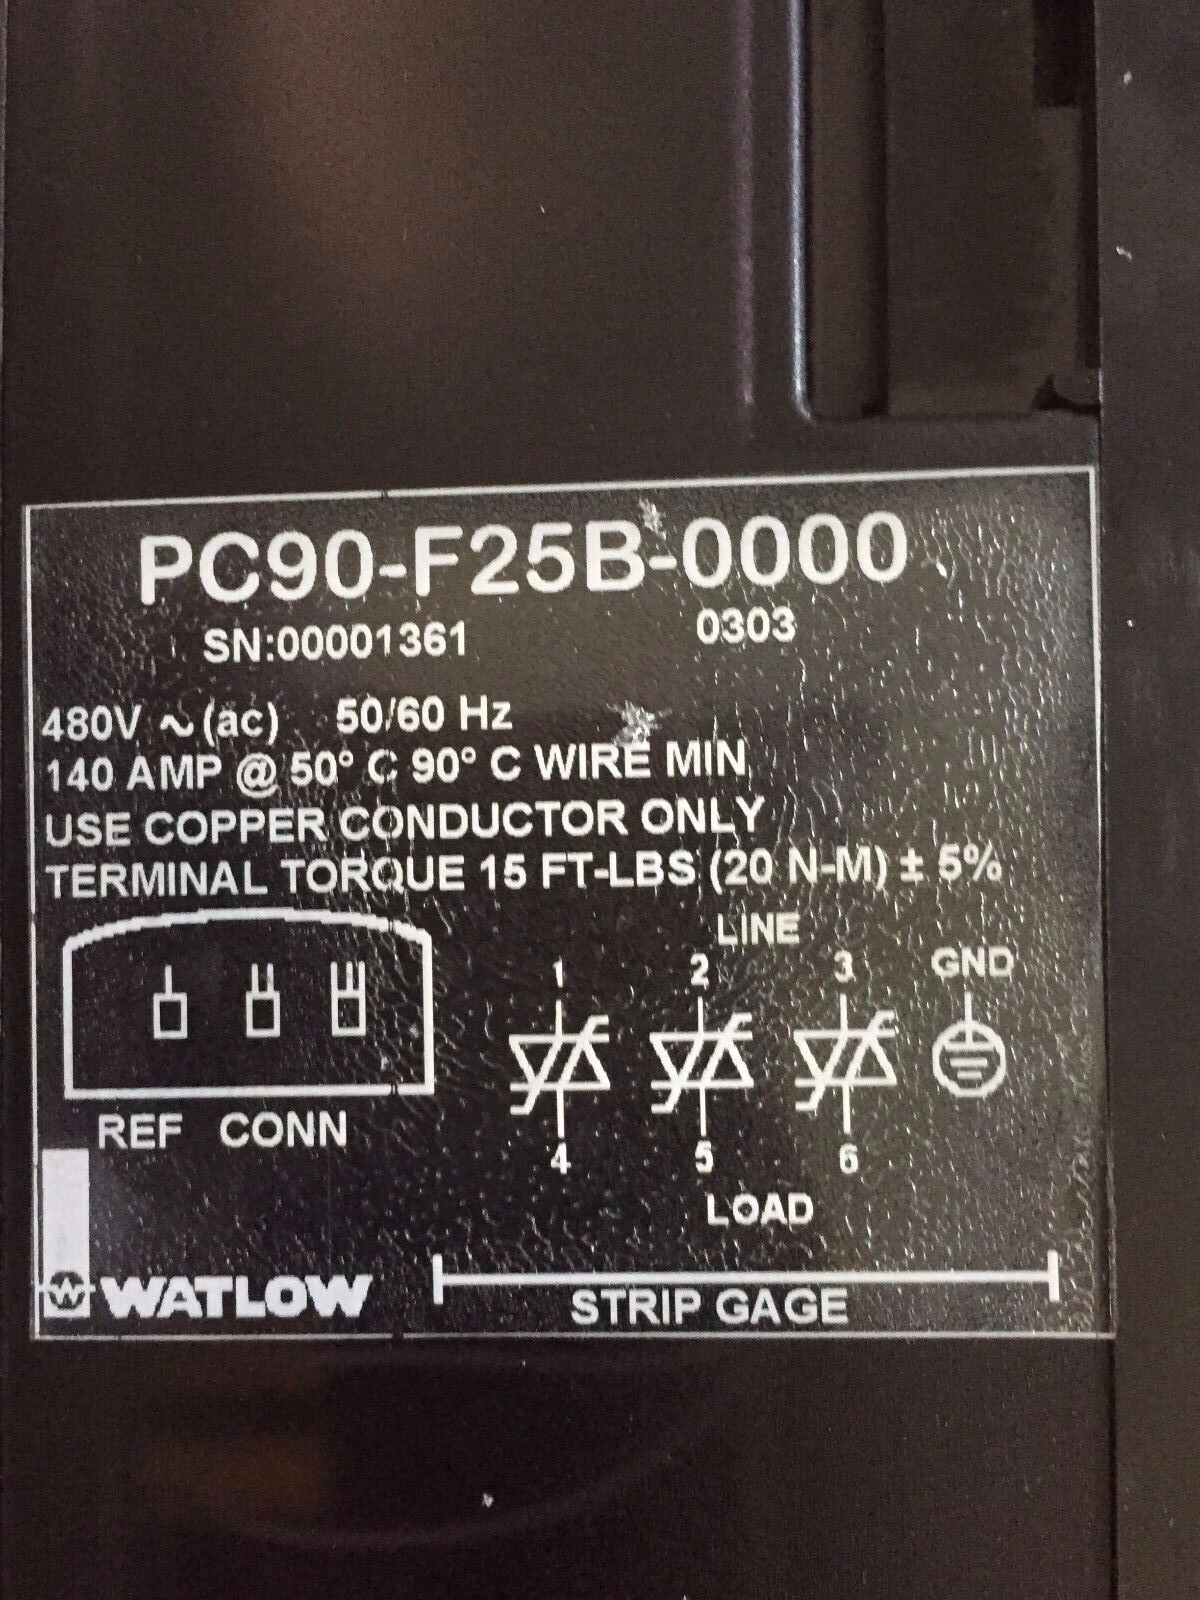 PC90-F25B-0000
SN:00001361 0303
480V ~ (ac) 50/60 Hz
140 AMP @ 50° C 90° C WIRE MIN
USE COPPER CONDUCTOR ONLY
TERMINAL TORQUE 15 FT-LBS (20 N-M) ± 5%
LINE
1 2 3 GND
REF CONN
4 5 6
LOAD
W WATLOW
STRIP GAGE